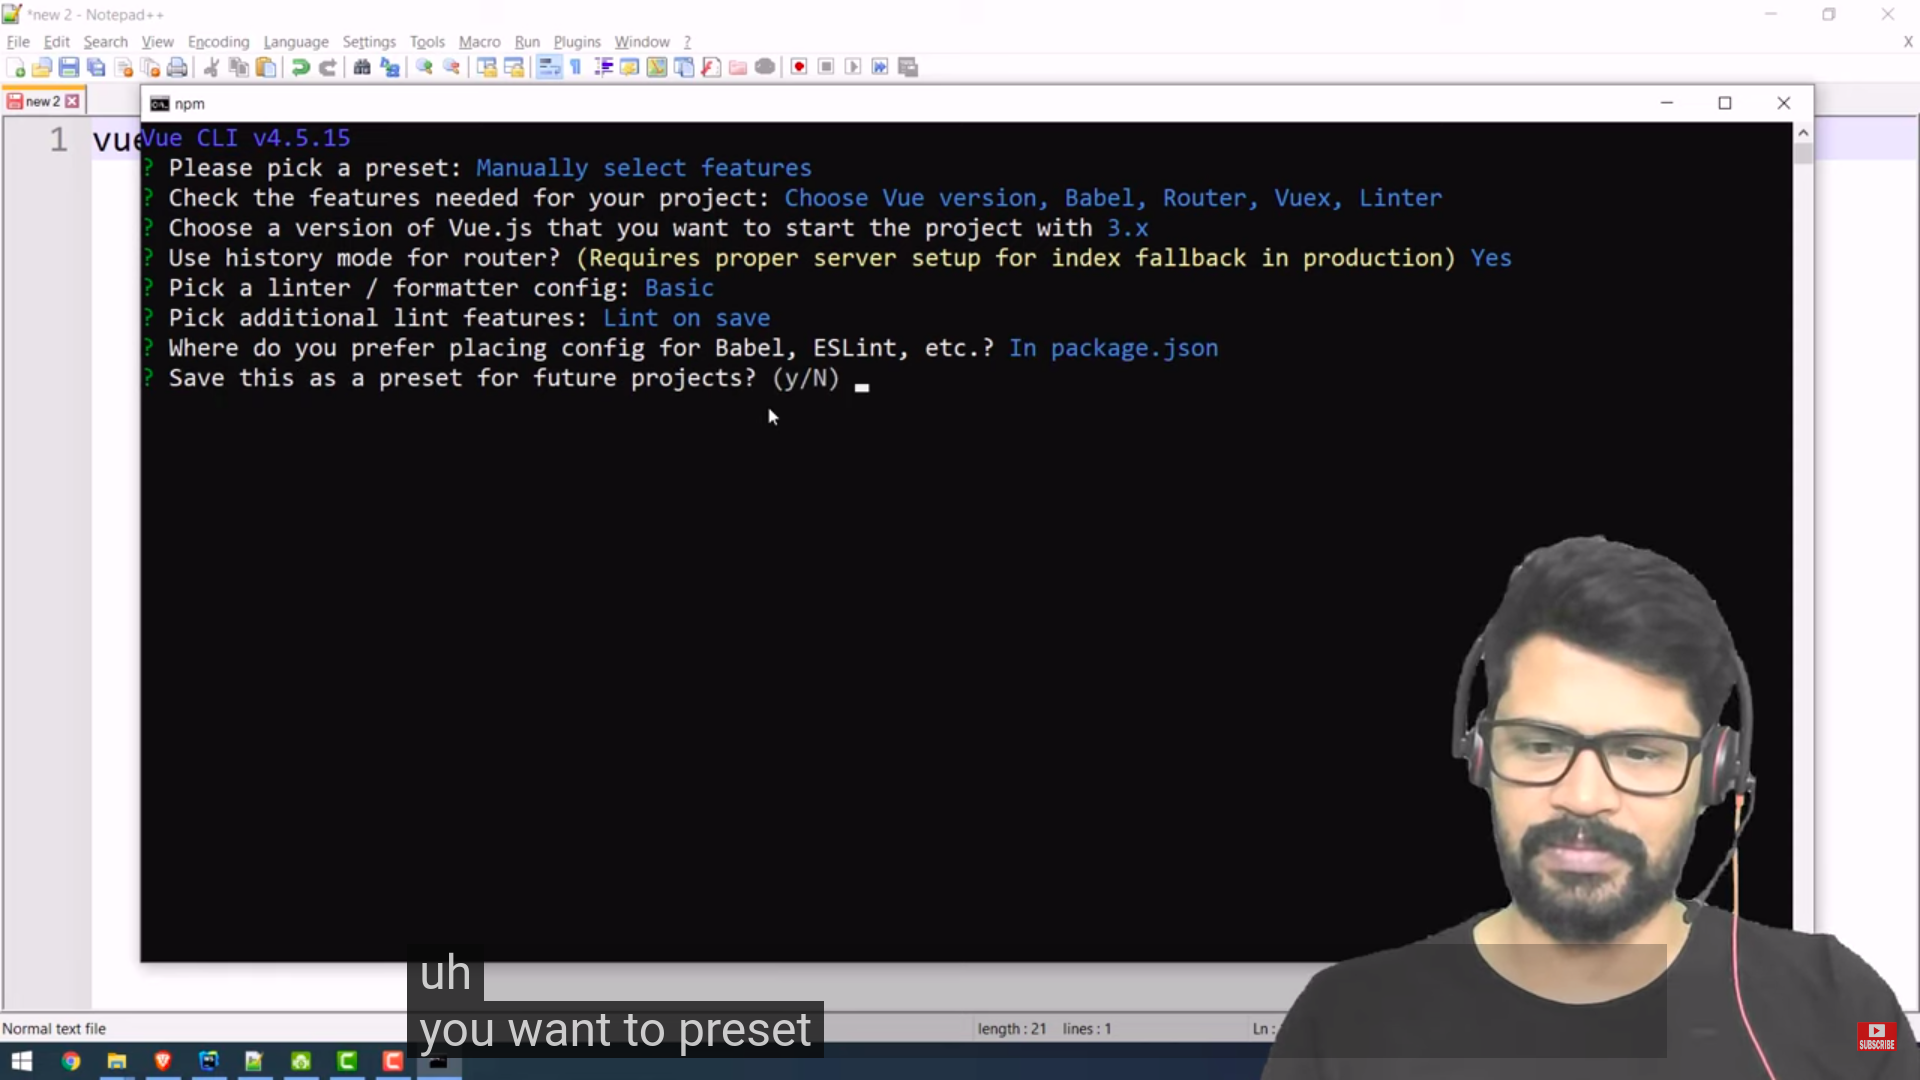 *new 2 - Notepad++
File Edit Search View Encoding Language Settings Tools Macro Run Plugins Window ? X
new 2
npm
1 vue
Vue CLI v4.5.15
? Please pick a preset: Manually select features
? Check the features needed for your project: Choose Vue version, Babel, Router, Vuex, Linter
? Choose a version of Vue.js that you want to start the project with 3.x
? Use history mode for router? (Requires proper server setup for index fallback in production) Yes
? Pick a linter / formatter config: Basic
? Pick additional lint features: Lint on save
? Where do you prefer placing config for Babel, ESLint, etc.? In package.json
? Save this as a preset for future projects? (y/N)
uh
you want to preset
Normal text file length : 21 lines : 1 Ln :
SUBSCRIBE